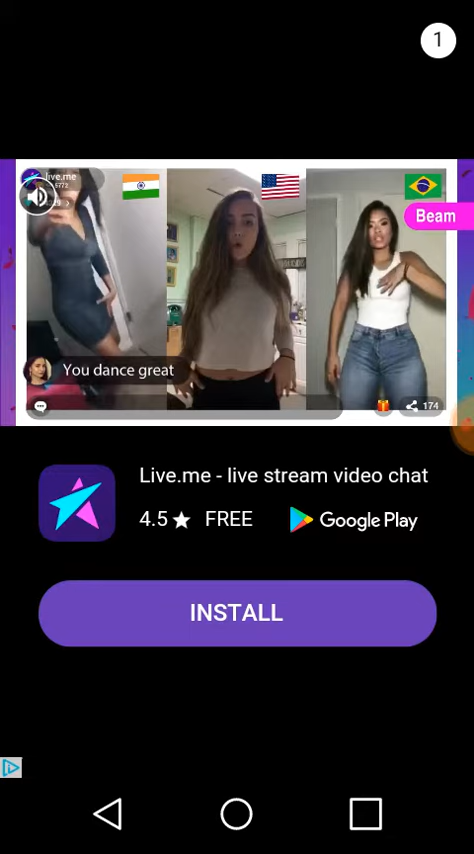 1
live.me
Beam
You dance great
174
Live.me - live stream video chat
4.5★ FREE Google Play
INSTALL